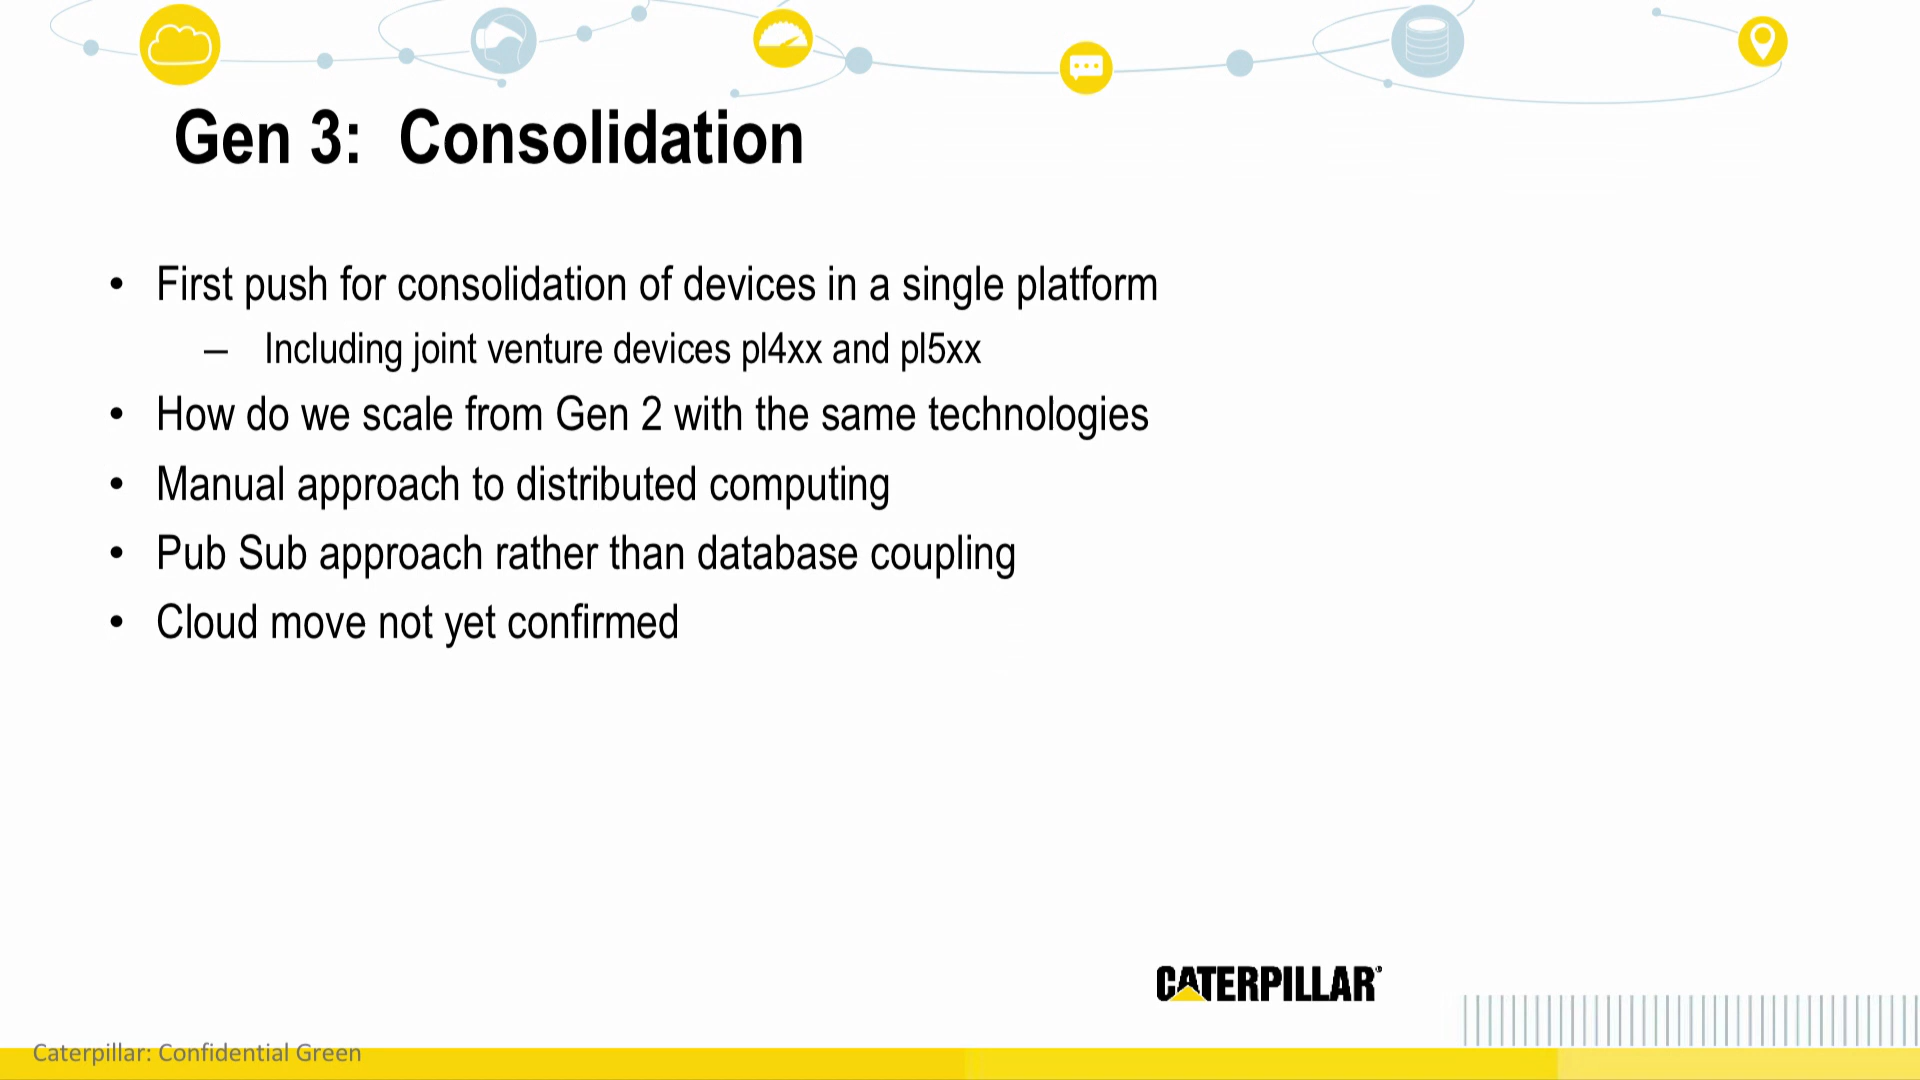 Gen 3: Consolidation
• First push for consolidation of devices in a single platform
– Including joint venture devices pl4xx and pl5xx
• How do we scale from Gen 2 with the same technologies
• Manual approach to distributed computing
• Pub Sub approach rather than database coupling
• Cloud move not yet confirmed
CATERPILLAR®
Caterpillar: Confidential Green